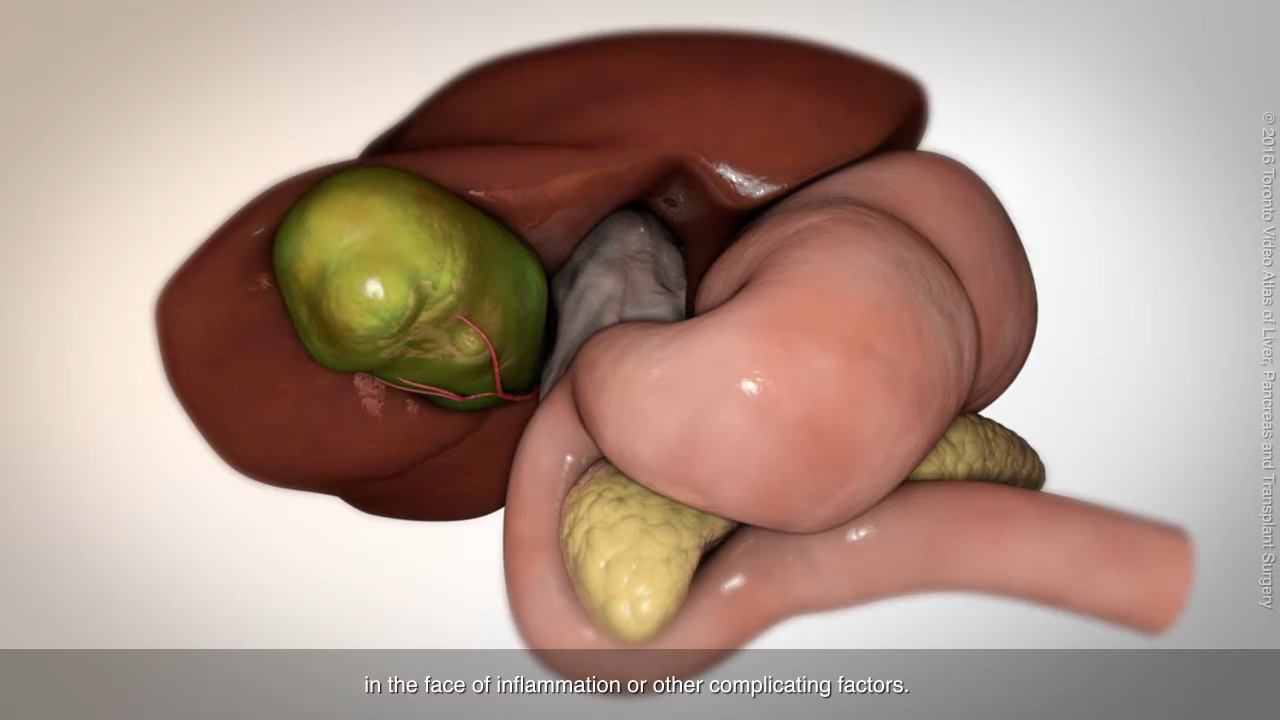 © 2016 Toronto Video Atlas of Liver, Pancreas and Transplant Surgery
in the face of inflammation or other complicating factors.